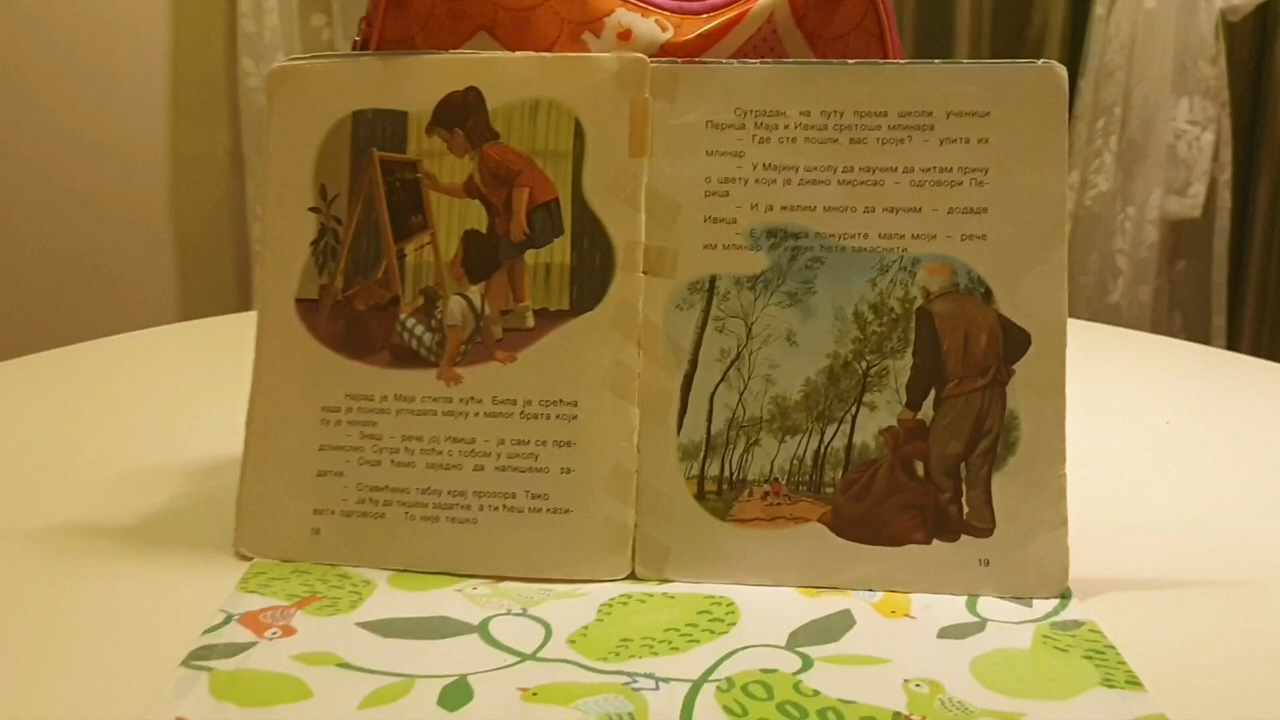 Најзад је Маја стигла кући. Била је срећна
када је поново угледала мајку и малог брата који
су је чекали.
– Знаш – рече јој Ивица – ја сам се пре-
домислио. Сутра ћу поћи с тобом у школу.
– Онда ћемо заједно да напишемо за-
датке.
– Ставићемо таблу крај прозора. Тако
– Ја ћу да пишем задатке, а ти ћеш ми кази-
вати одговоре. То није тешко
18
Сутрадан, на путу према школи, ученици
Перица, Маја и Ивица сретоше млинара
– Где сте пошли, вас троје? – упита их
млинар
– У Мајину школу да научим да читам причу
о цвету који је дивно мирисао – одговори Пе-
рица
– И ја желим много да научим – додаде
Ивица
– Е, пожурите, мали моји – рече
им млинар ћете закаснити.
19